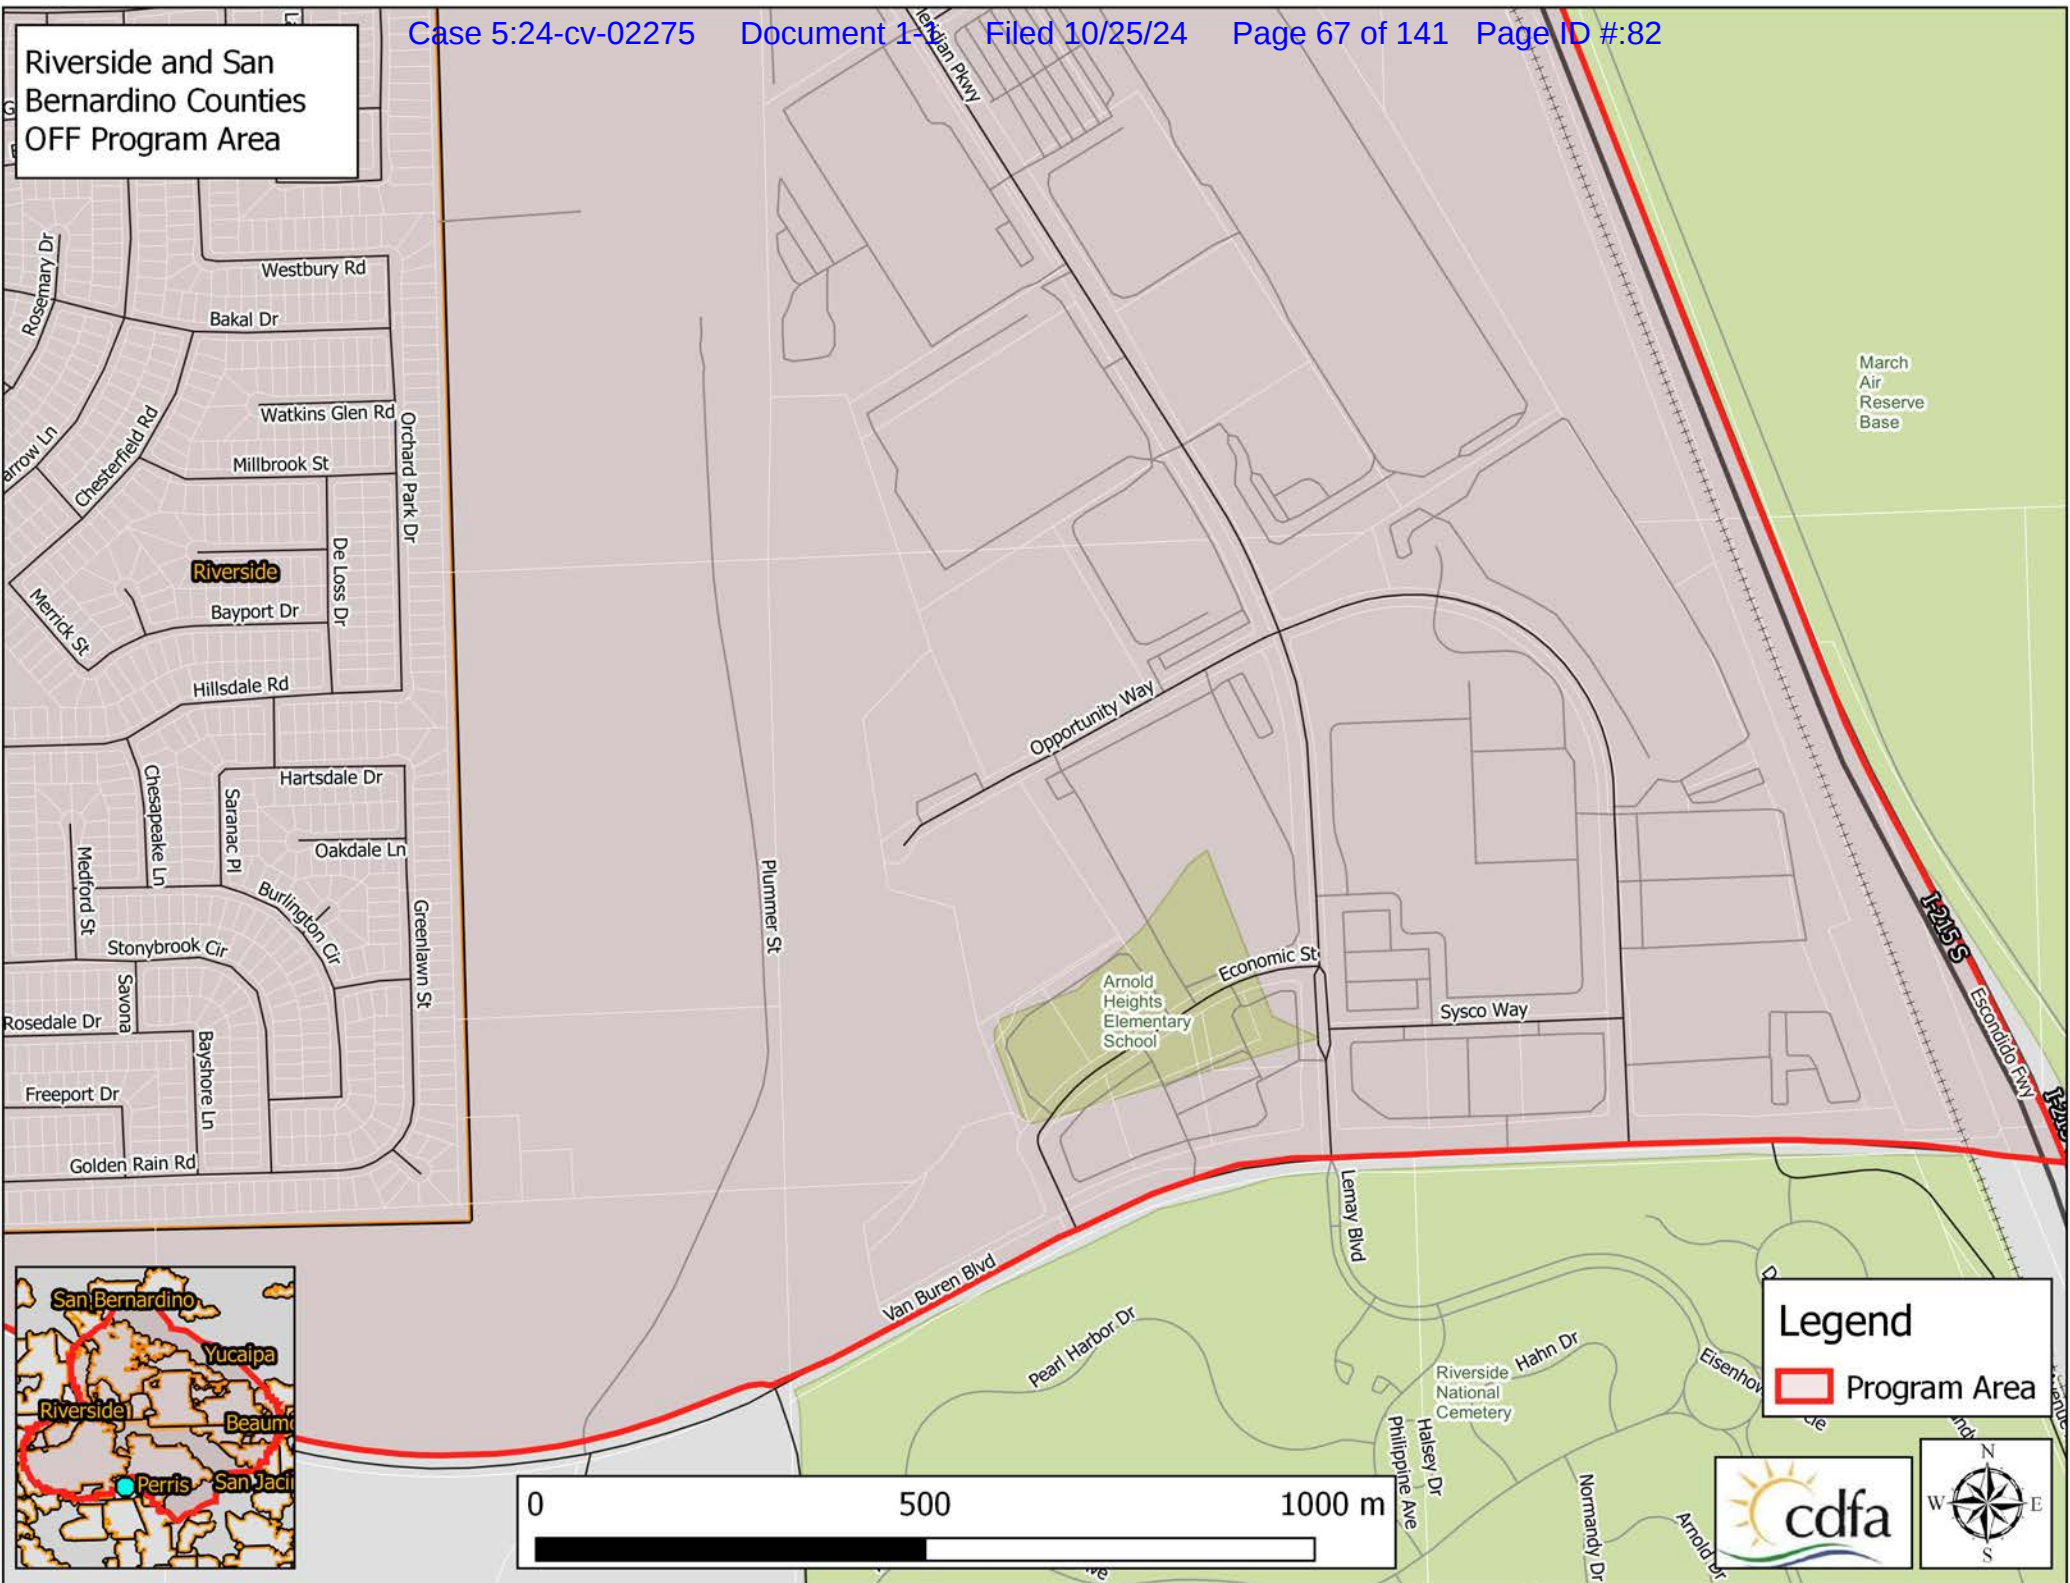 Case 5:24-cv-02275 Document 1- Filed 10/25/24 Page 67 of 141 Page ID #:82
Riverside and San
Bernardino Counties
OFF Program Area
Rosemary Dr
Westbury Rd
Bakal Dr
Watkins Glen Rd
Chesterfield Rd
Millbrook St
Orchard Park Dr
De Loss Dr
Riverside
Merrick St
Bayport Dr
Hillsdale Rd
Hartsdale Dr
Chesapeake Ln
Saranac Pl
Oakdale Ln
Medford St
Burlington Cir
Greenlawn St
Stonybrook Cir
Savona
Rosedale Dr
Bayshore Ln
Freeport Dr
Golden Rain Rd
Plummer St
Opportunity Way
March
Air
Reserve
Base
Economic St
Arnold
Heights
Elementary
School
Sysco Way
I-215 S
Escondido Fwy
Van Buren Blvd
Lemay Blvd
Pearl Harbor Dr
Hahn Dr
Riverside
National
Cemetery
Halsey Dr
Philippine Ave
Normandy Dr
Arnold Dr
San Bernardino
Yucaipa
Riverside
Beaumo
Perris
San Jaci
0 500 1000 m
Legend
Program Area
cdfa
N
W E
S